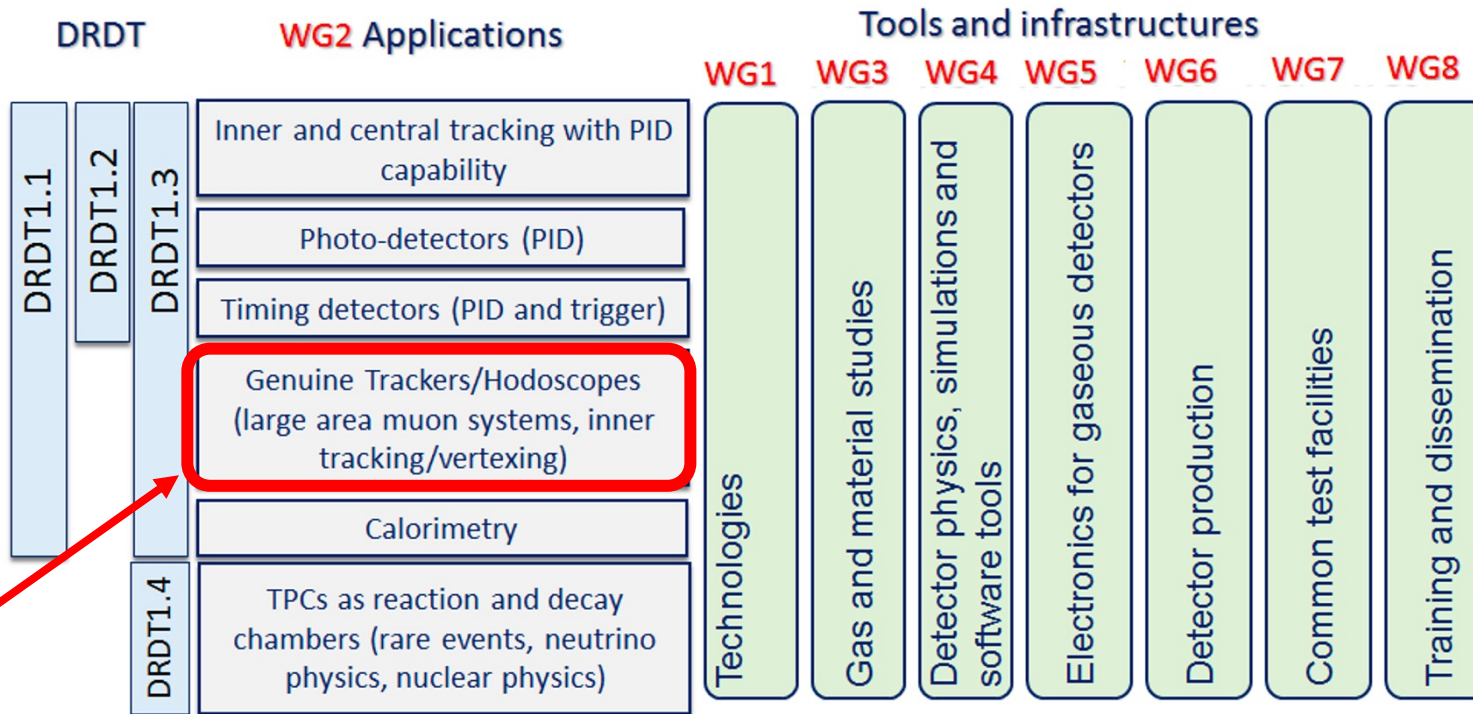 DRDT
WG2 Applications
Tools and infrastructures
WG1
WG3
WG4
WG5
WG6
WG7
WG8
DRDT1.1
DRDT1.2
DRDT1.3
DRDT1.4
Inner and central tracking with PID
capability
Photo-detectors (PID)
Timing detectors (PID and trigger)
Genuine Trackers/Hodoscopes
(large area muon systems, inner
tracking/vertexing)
Calorimetry
TPCs as reaction and decay
chambers (rare events, neutrino
physics, nuclear physics)
Technologies
Gas and material studies
Detector physics, simulations and
software tools
Electronics for gaseous detectors
Detector production
Common test facilities
Training and dissemination